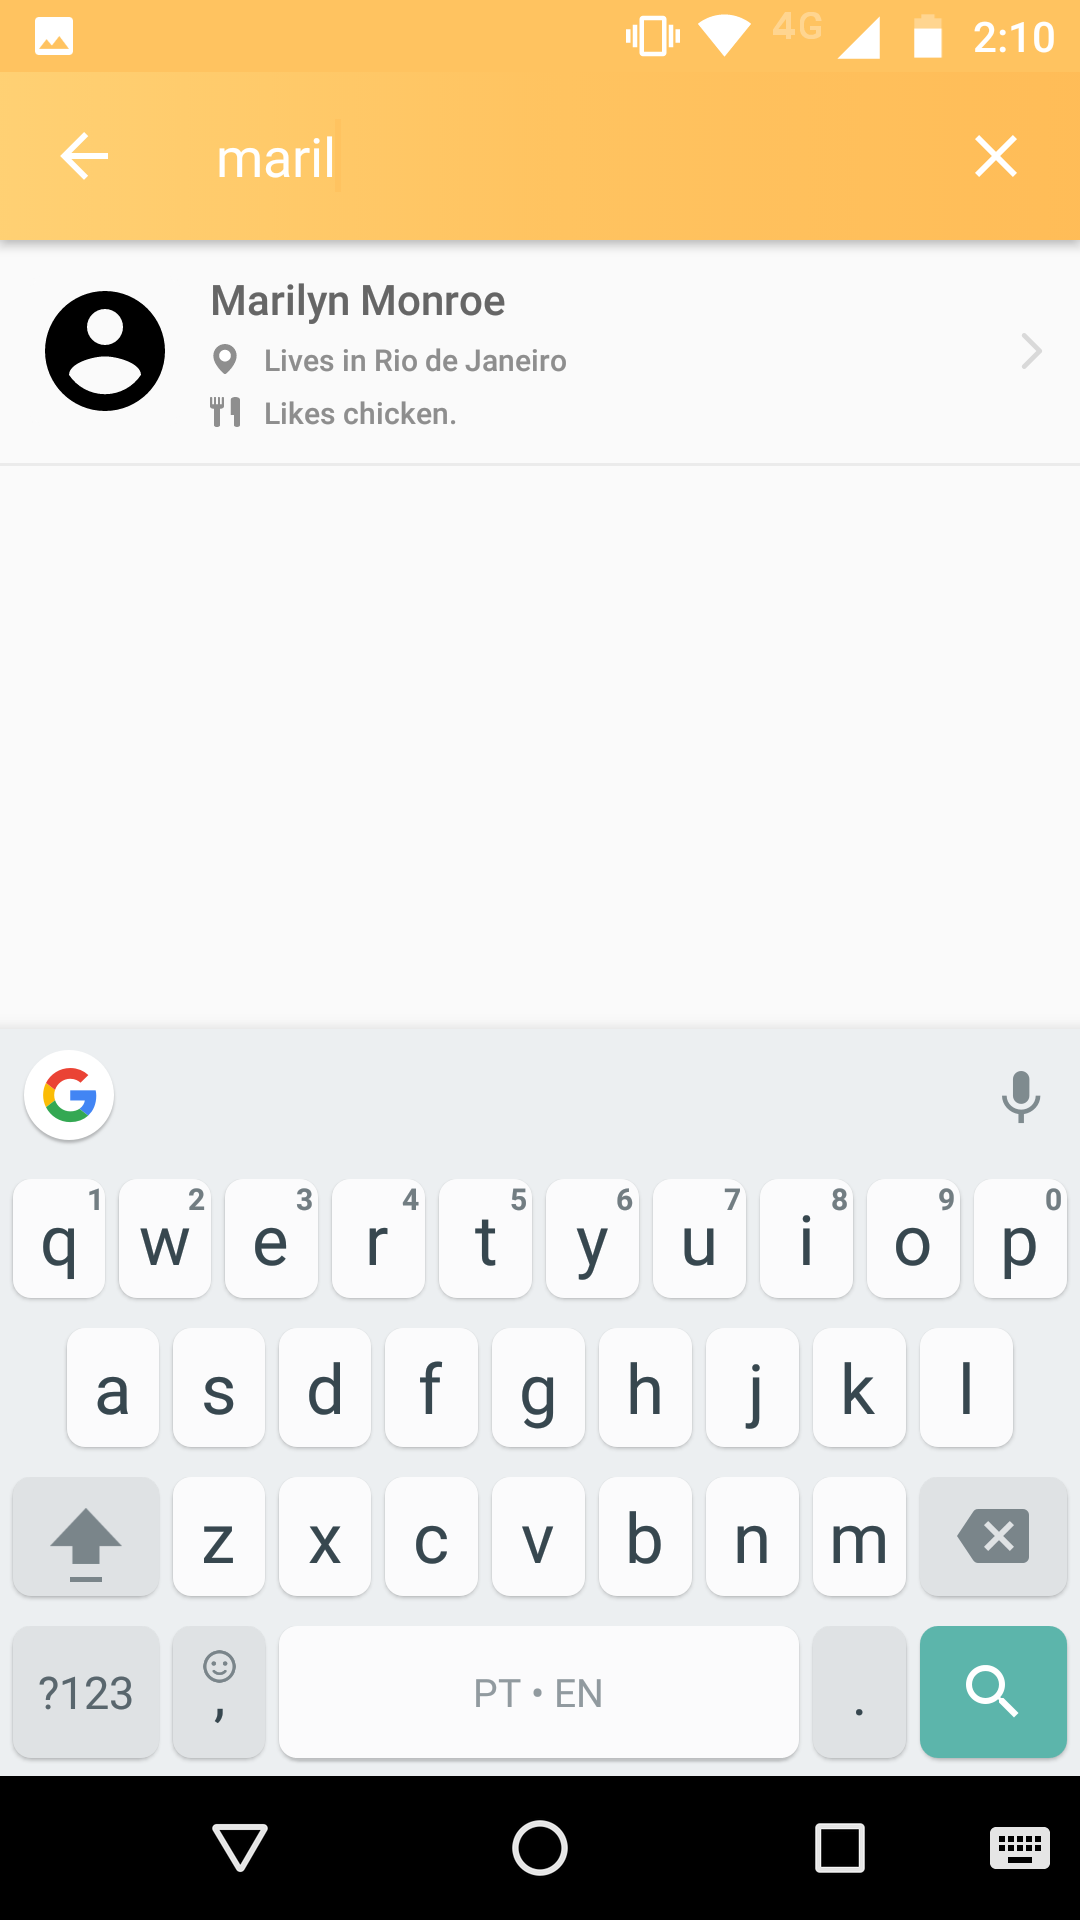 4G 2:10
maril
Marilyn Monroe
Lives in Rio de Janeiro
Likes chicken.
G
1 2 3 4 5 6 7 8 9 0
q w e r t y u i o p
a s d f g h j k l
z x c v b n m
?123 , PT • EN .